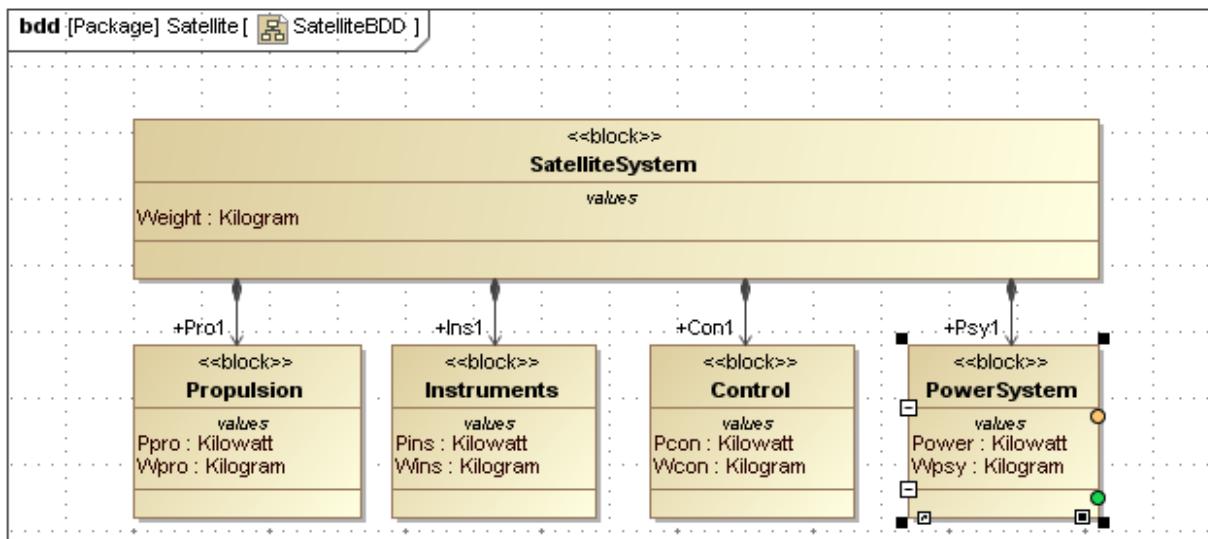 bdd [Package] Satellite [ SatelliteBDD ]
<<block>>
SatelliteSystem
values
Weight : Kilogram
+Pro1
+Ins1
+Con1
+Psy1
<<block>>
Propulsion
values
Ppro : Kilowatt
Wpro : Kilogram
<<block>>
Instruments
values
Pins : Kilowatt
Wins : Kilogram
<<block>>
Control
values
Pcon : Kilowatt
Wcon : Kilogram
<<block>>
PowerSystem
values
Power : Kilowatt
Wpsy : Kilogram